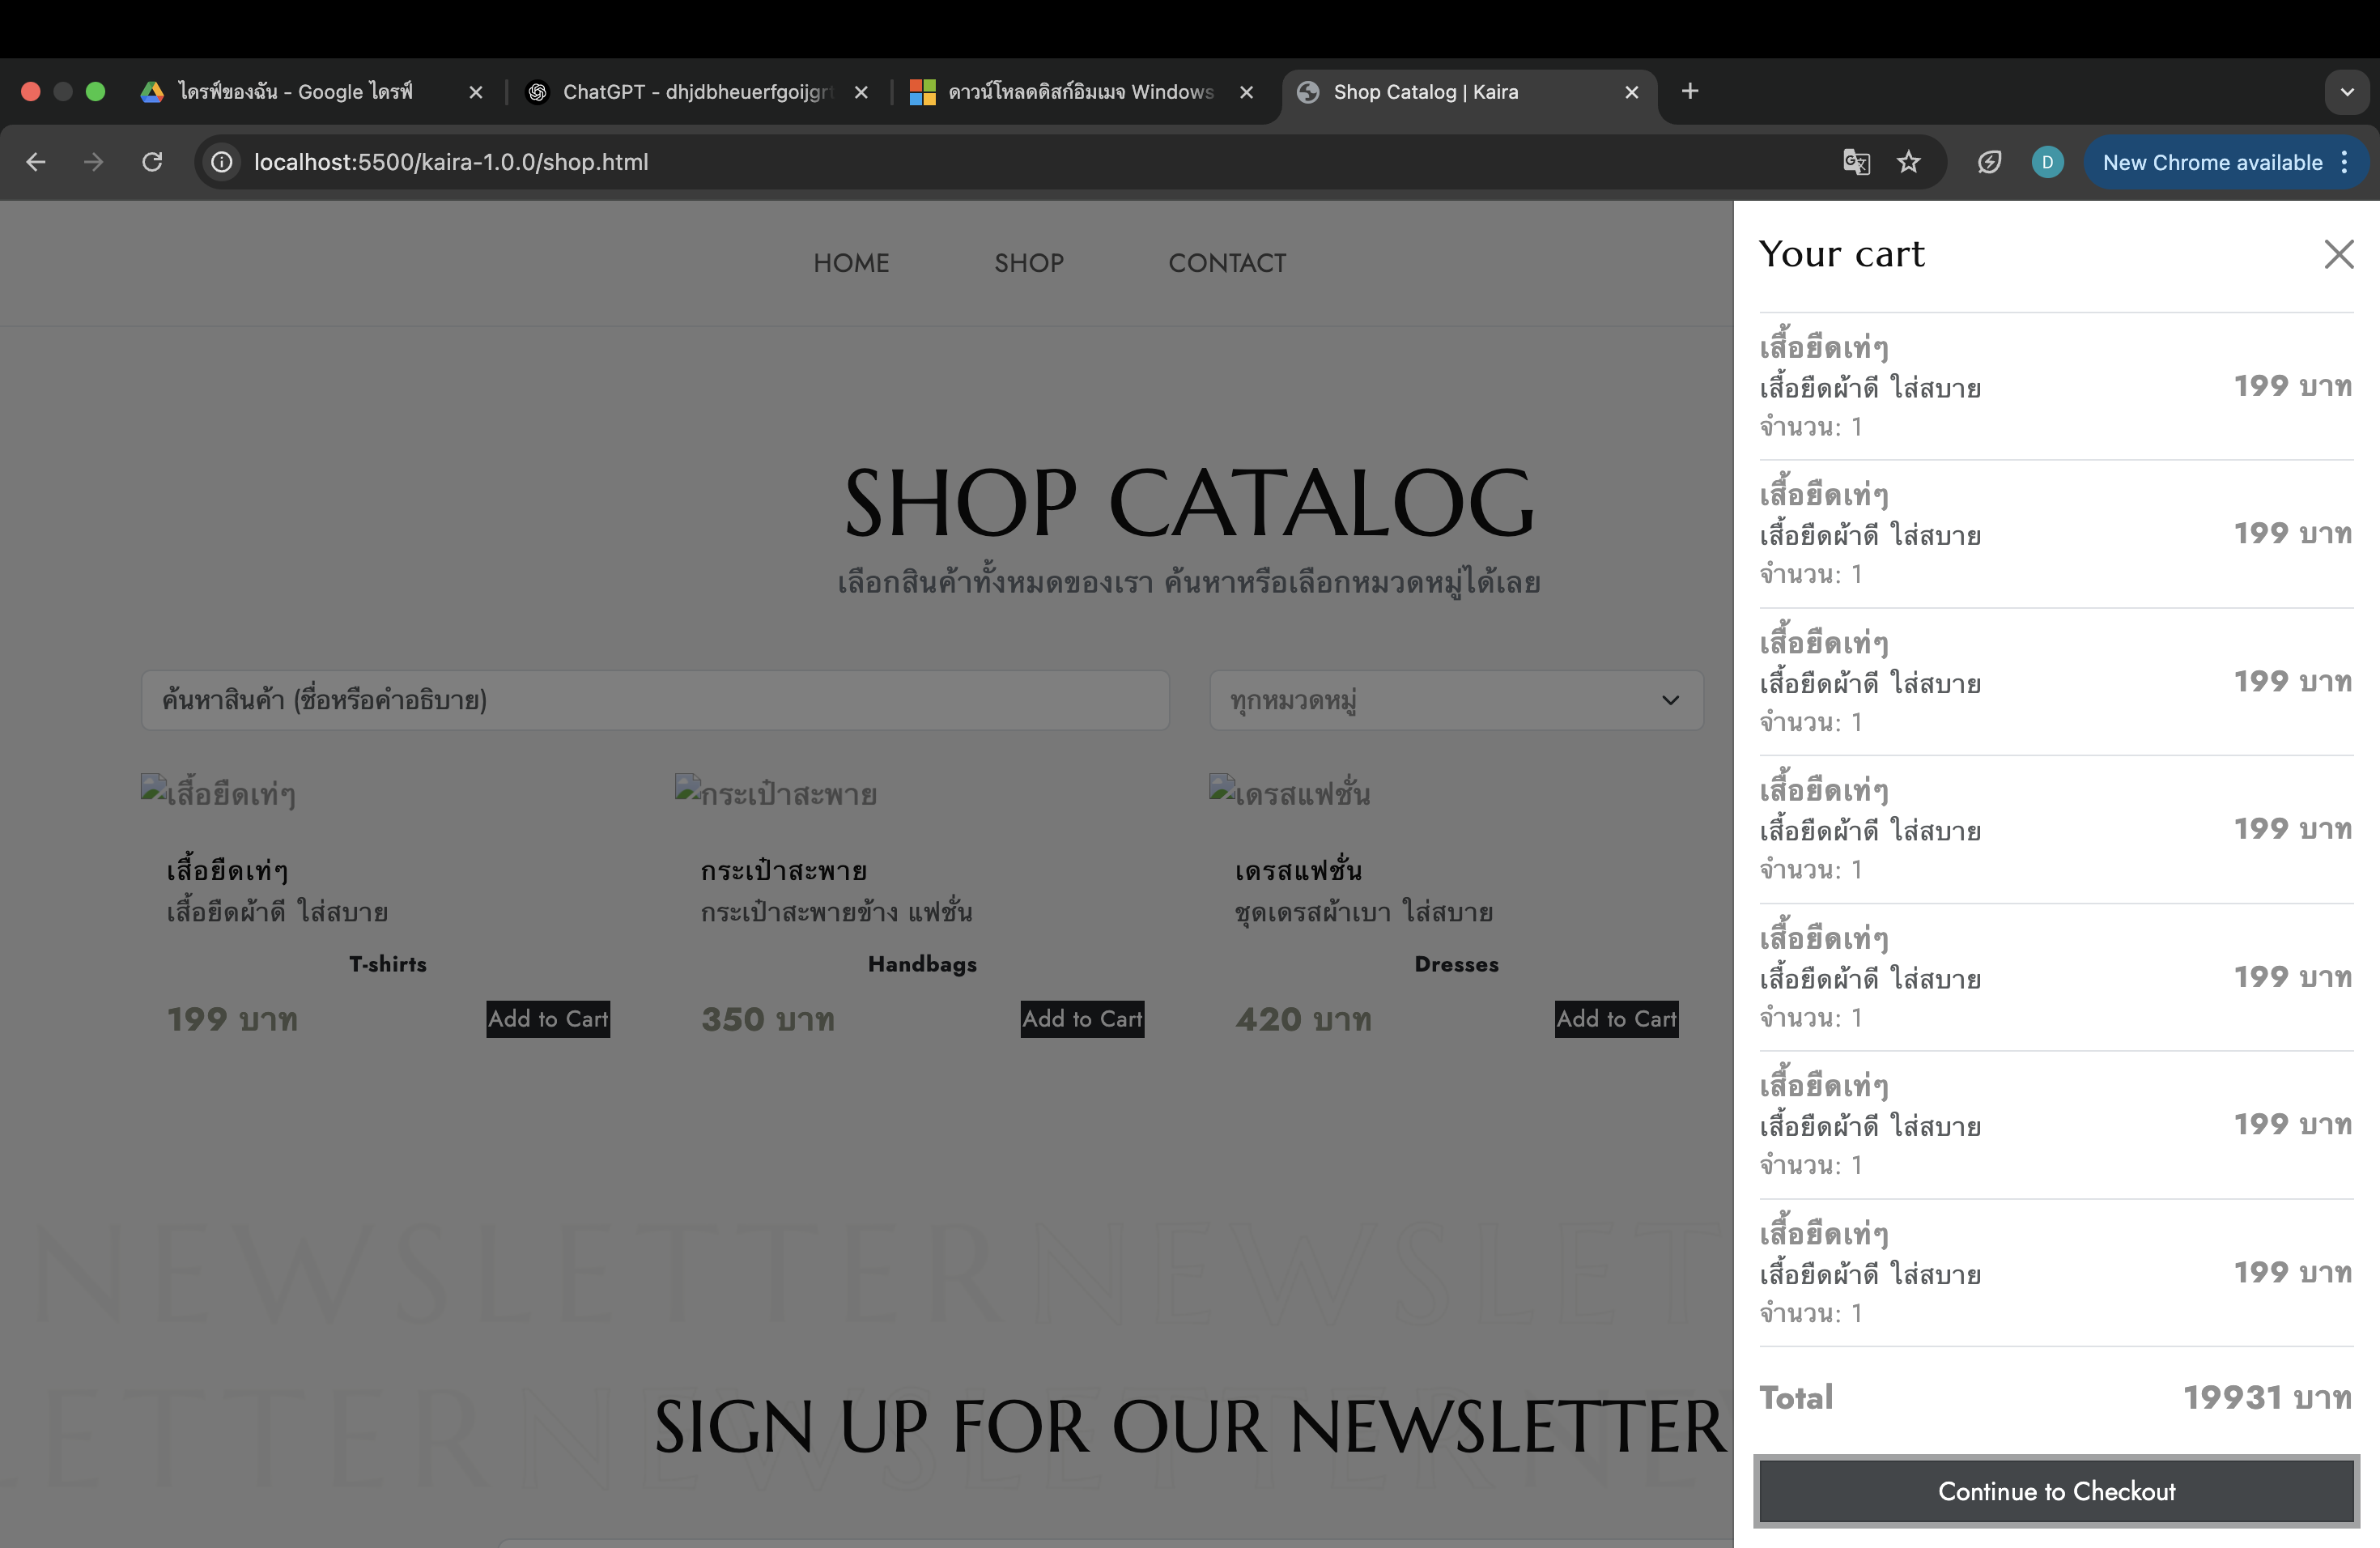 ไดรฟ์ของฉัน - Google ไดรฟ์
ChatGPT - dhjdbheuerfgoijgrt
ดาวน์โหลดดิสก์อิมเมจ Windows
Shop Catalog | Kaira
localhost:5500/kaira-1.0.0/shop.html
D
New Chrome available
HOME
SHOP
CONTACT
SHOP CATALOG
เลือกสินค้าทั้งหมดของเรา ค้นหาหรือเลือกหมวดหมู่ได้เลย
ค้นหาสินค้า (ชื่อหรือคำอธิบาย)
ทุกหมวดหมู่
เสื้อยืดเท่ๆ
เสื้อยืดเท่ๆ
เสื้อยืดผ้าดี ใส่สบาย
T-shirts
199 บาท
Add to Cart
กระเป๋าสะพาย
กระเป๋าสะพาย
กระเป๋าสะพายข้าง แฟชั่น
Handbags
350 บาท
Add to Cart
เดรสแฟชั่น
เดรสแฟชั่น
ชุดเดรสผ้าเบา ใส่สบาย
Dresses
420 บาท
Add to Cart
NEWSLETTERNEWSLET
LETTERNEWSLETTERNE
SIGN UP FOR OUR NEWSLETTER
Your cart
เสื้อยืดเท่ๆ
เสื้อยืดผ้าดี ใส่สบาย
199 บาท
จำนวน: 1
เสื้อยืดเท่ๆ
เสื้อยืดผ้าดี ใส่สบาย
199 บาท
จำนวน: 1
เสื้อยืดเท่ๆ
เสื้อยืดผ้าดี ใส่สบาย
199 บาท
จำนวน: 1
เสื้อยืดเท่ๆ
เสื้อยืดผ้าดี ใส่สบาย
199 บาท
จำนวน: 1
เสื้อยืดเท่ๆ
เสื้อยืดผ้าดี ใส่สบาย
199 บาท
จำนวน: 1
เสื้อยืดเท่ๆ
เสื้อยืดผ้าดี ใส่สบาย
199 บาท
จำนวน: 1
เสื้อยืดเท่ๆ
เสื้อยืดผ้าดี ใส่สบาย
199 บาท
จำนวน: 1
Total
19931 บาท
Continue to Checkout